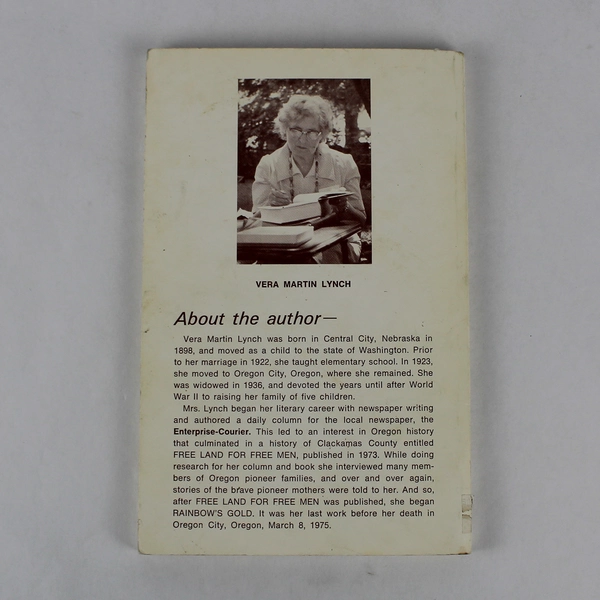 VERA MARTIN LYNCH
About the author—
Vera Martin Lynch was born in Central City, Nebraska in
1898, and moved as a child to the state of Washington. Prior
to her marriage in 1922, she taught elementary school. In 1923,
she moved to Oregon City, Oregon, where she remained. She
was widowed in 1936, and devoted the years until after World
War II to raising her family of five children.
Mrs. Lynch began her literary career with newspaper writing
and authored a daily column for the local newspaper, the
Enterprise-Courier. This led to an interest in Oregon history
that culminated in a history of Clackamas County entitled
FREE LAND FOR FREE MEN, published in 1973. While doing
research for her column and book she interviewed many mem-
bers of Oregon pioneer families, and over and over again,
stories of the brave pioneer mothers were told to her. And so,
after FREE LAND FOR FREE MEN was published, she began
RAINBOW'S GOLD. It was her last work before her death in
Oregon City, Oregon, March 8, 1975.